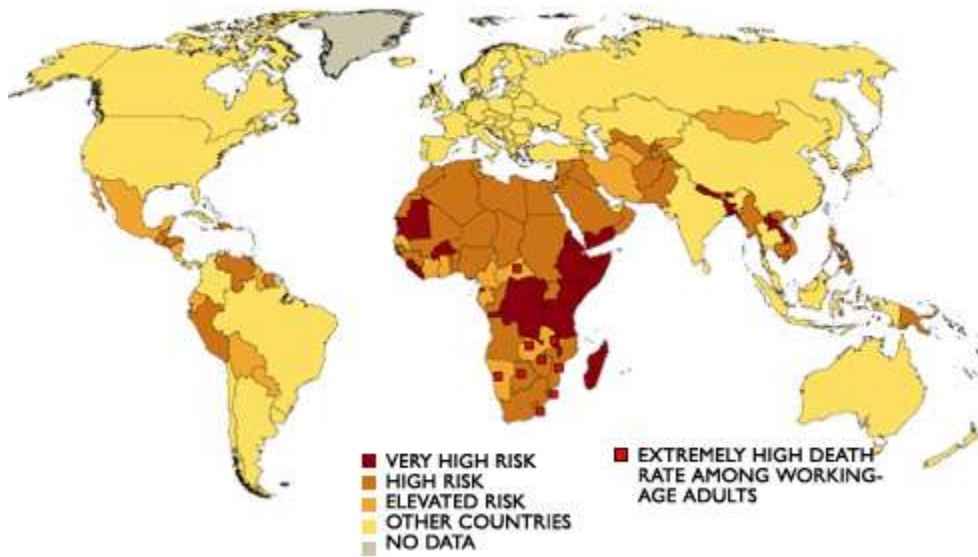 VERY HIGH RISK
HIGH RISK
ELEVATED RISK
OTHER COUNTRIES
NO DATA
EXTREMELY HIGH DEATH
RATE AMONG WORKING-
AGE ADULTS